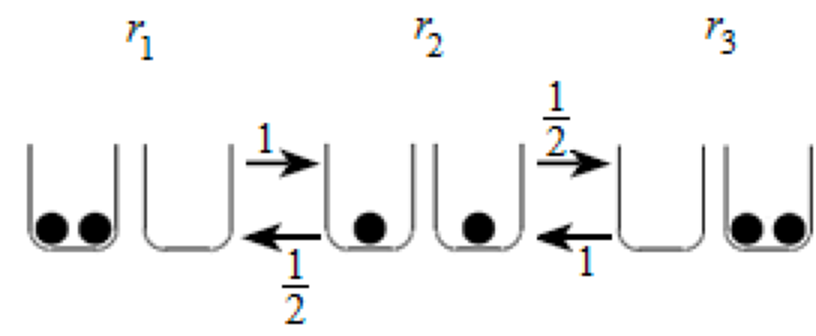 r₁ r₂ r₃
1 1/2
1/2 1